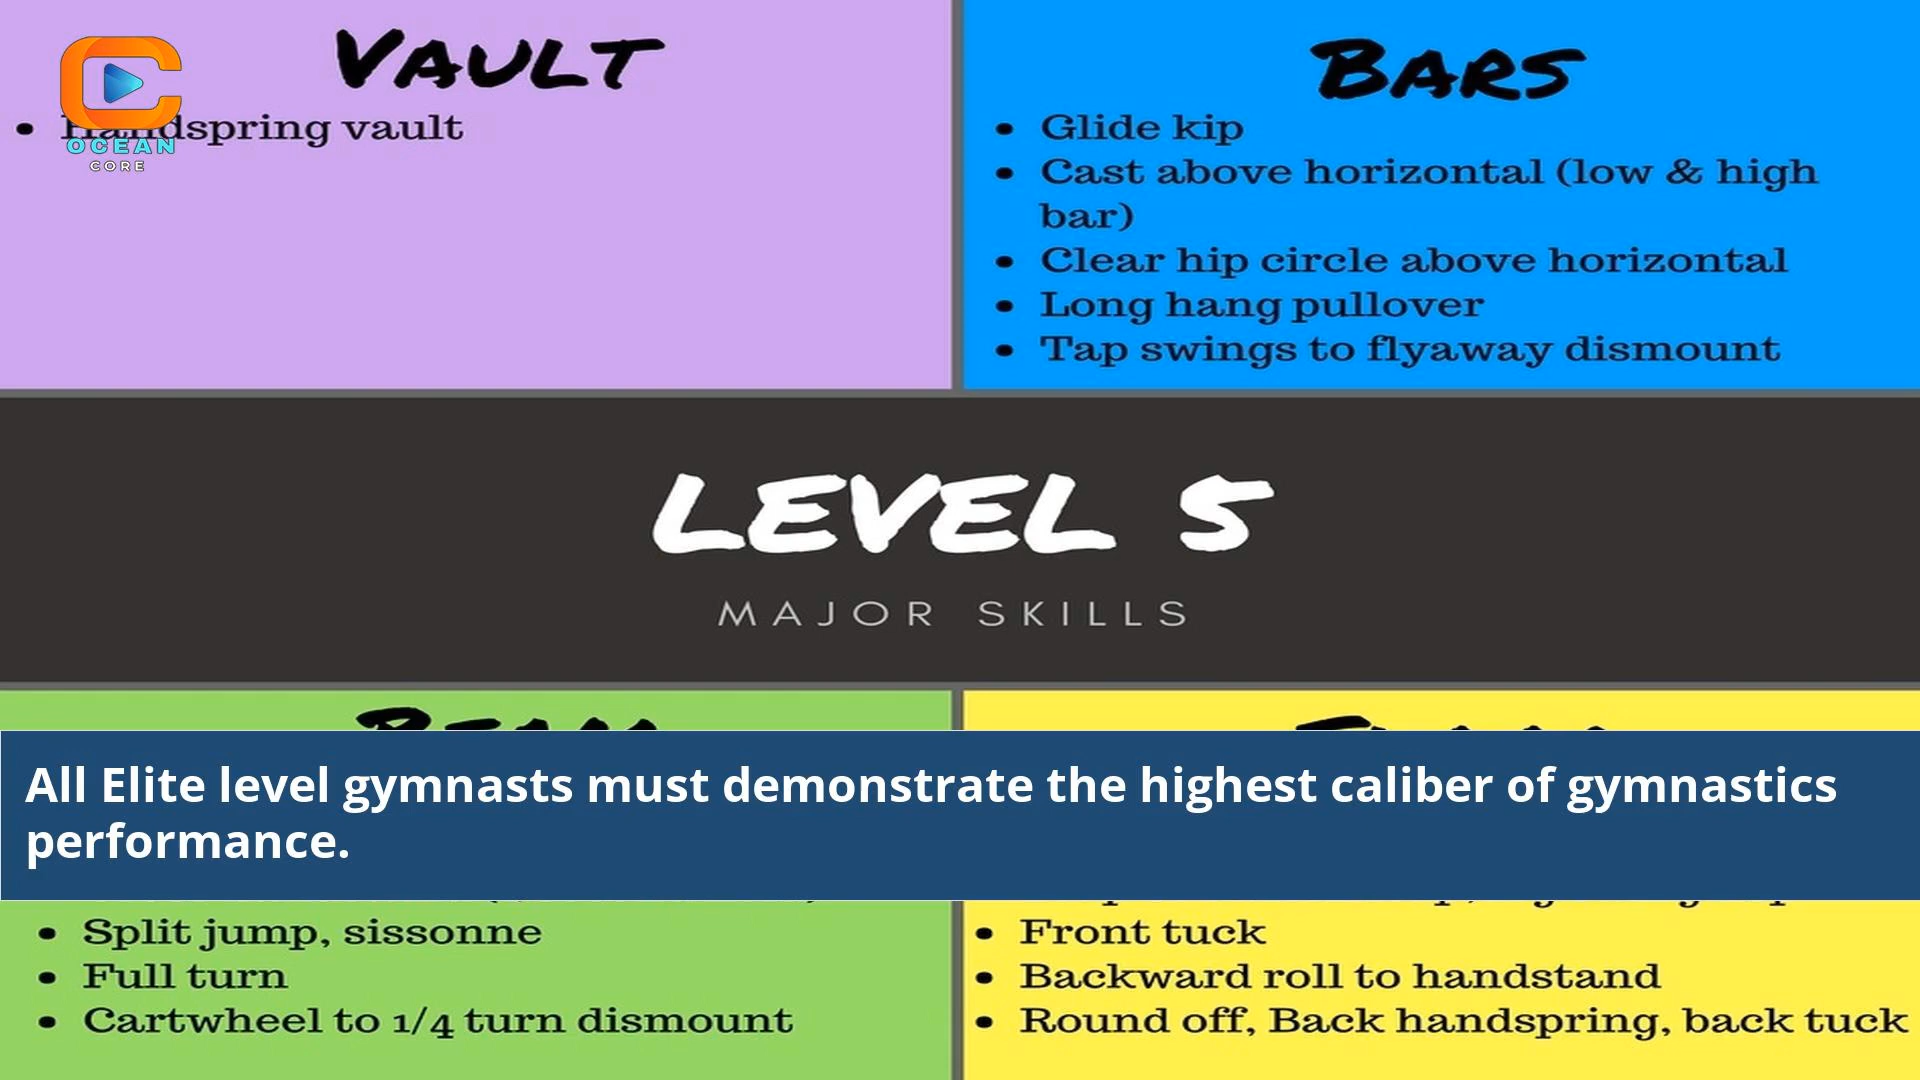 VAULT
Handspring vault
OCEAN
CORE
BARS
Glide kip
Cast above horizontal (low & high
bar)
Clear hip circle above horizontal
Long hang pullover
Tap swings to flyaway dismount
LEVEL 5
MAJOR SKILLS
All Elite level gymnasts must demonstrate the highest caliber of gymnastics
performance.
Split jump, sissonne
Full turn
Cartwheel to 1/4 turn dismount
Front tuck
Backward roll to handstand
Round off, Back handspring, back tuck